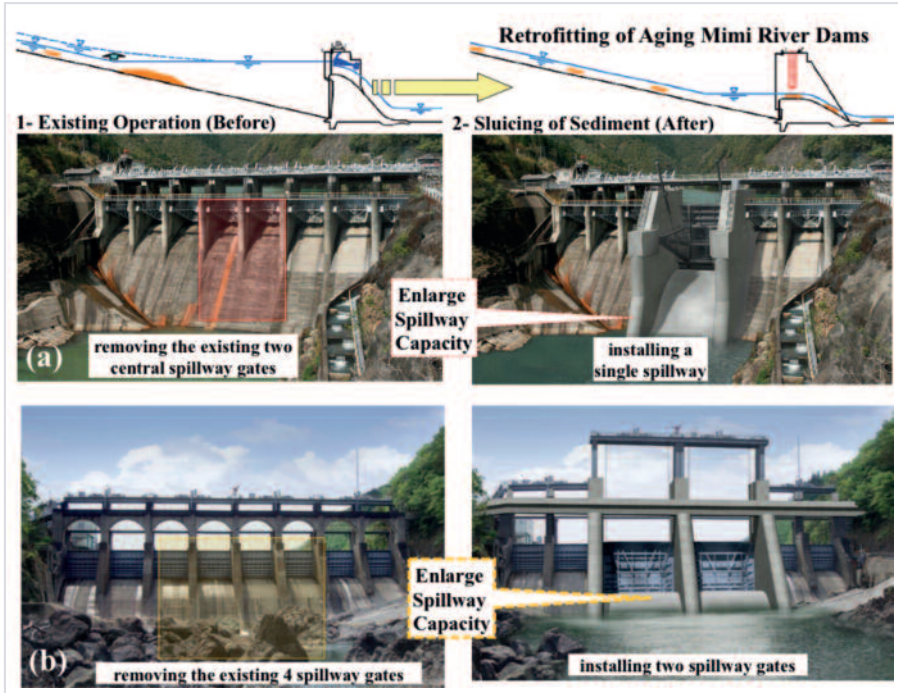 Retrofitting of Aging Mimi River Dams
1- Existing Operation (Before)
2- Sluicing of Sediment (After)
Enlarge
Spillway
Capacity
(a)
removing the existing two
central spillway gates
installing a
single spillway
Enlarge
Spillway
Capacity
(b)
removing the existing 4 spillway gates
installing two spillway gates